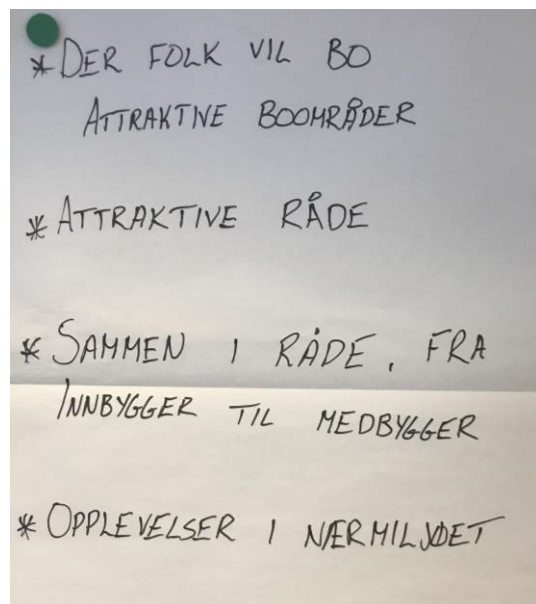 * DER FOLK VIL BO
ATTRAKTIVE BOOMRÅDER
* ATTRAKTIVE RÅDE
* SAMMEN I RÅDE, FRA
INNBYGGER TIL MEDBYGGER
* OPPLEVELSER I NÆRMILJØET